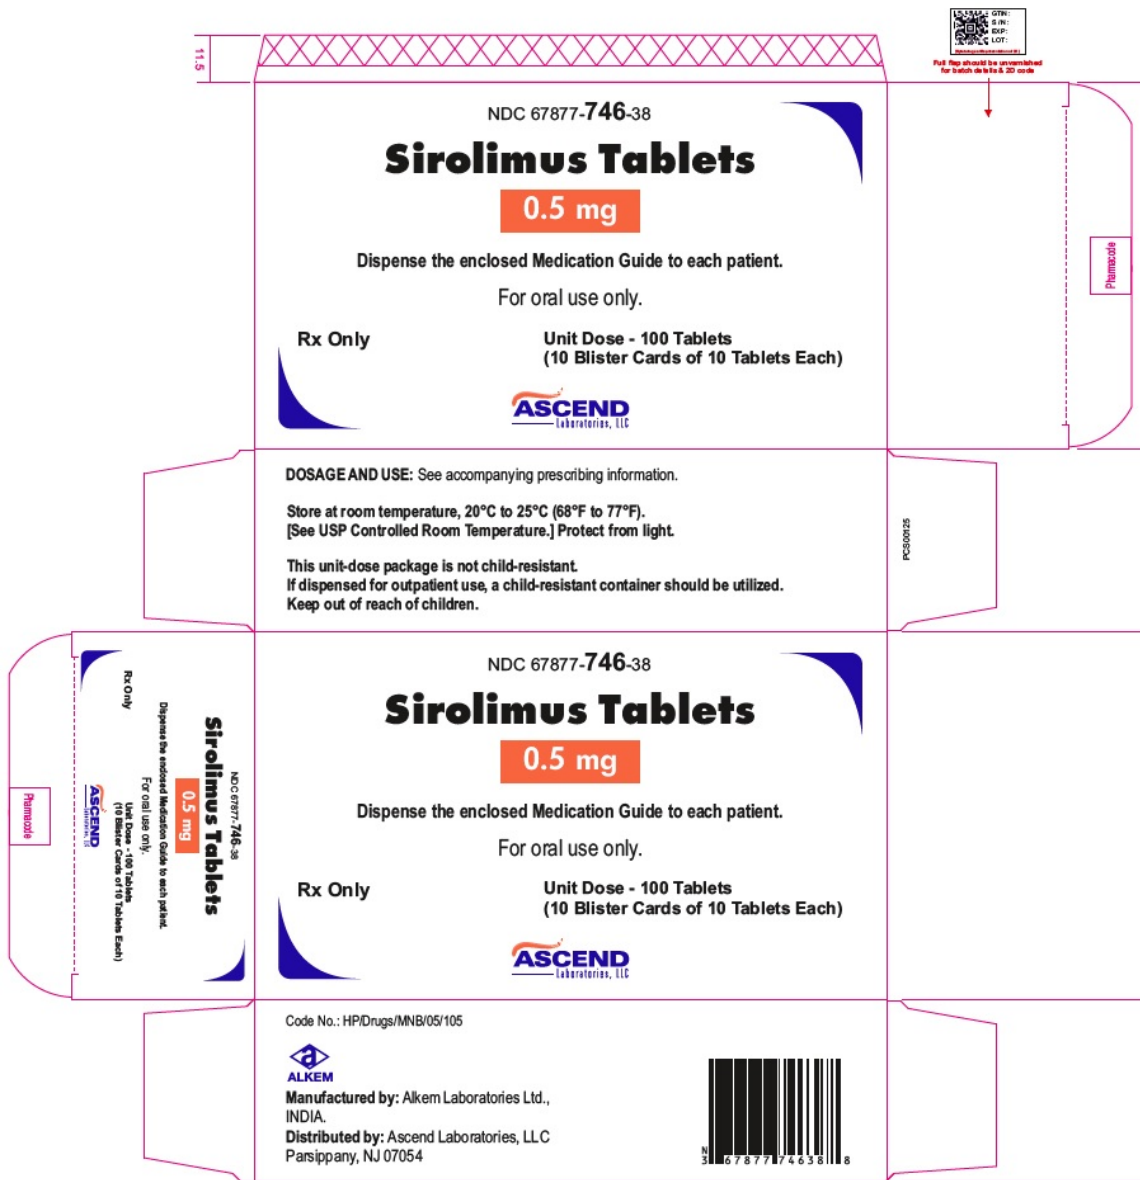 GTIN:
S/N:
EXP:
LOT:
Full flap should be unvarnished
for batch details & 2D code
11.5
NDC 67877-746-38
Sirolimus Tablets
0.5 mg
Dispense the enclosed Medication Guide to each patient.
For oral use only.
Rx Only
Unit Dose - 100 Tablets
(10 Blister Cards of 10 Tablets Each)
ASCEND
Laboratories, LLC
Pharmacode
DOSAGE AND USE: See accompanying prescribing information.
Store at room temperature, 20°C to 25°C (68°F to 77°F).
[See USP Controlled Room Temperature.] Protect from light.
This unit-dose package is not child-resistant.
If dispensed for outpatient use, a child-resistant container should be utilized.
Keep out of reach of children.
PCS00125
NDC 67877-746-38
Sirolimus Tablets
0.5 mg
Dispense the enclosed Medication Guide to each patient.
For oral use only.
Rx Only
Unit Dose - 100 Tablets
(10 Blister Cards of 10 Tablets Each)
ASCEND
Laboratories, LLC
Pharmacode
NDC 67877-746-38
Sirolimus Tablets
0.5 mg
Dispense the enclosed Medication Guide to each patient.
For oral use only.
Rx Only
Unit Dose - 100 Tablets
(10 Blister Cards of 10 Tablets Each)
ASCEND
Laboratories, LLC
Code No.: HP/Drugs/MNB/05/105
a
ALKEM
Manufactured by: Alkem Laboratories Ltd.,
INDIA.
Distributed by: Ascend Laboratories, LLC
Parsippany, NJ 07054
N
3 67877 74638 8